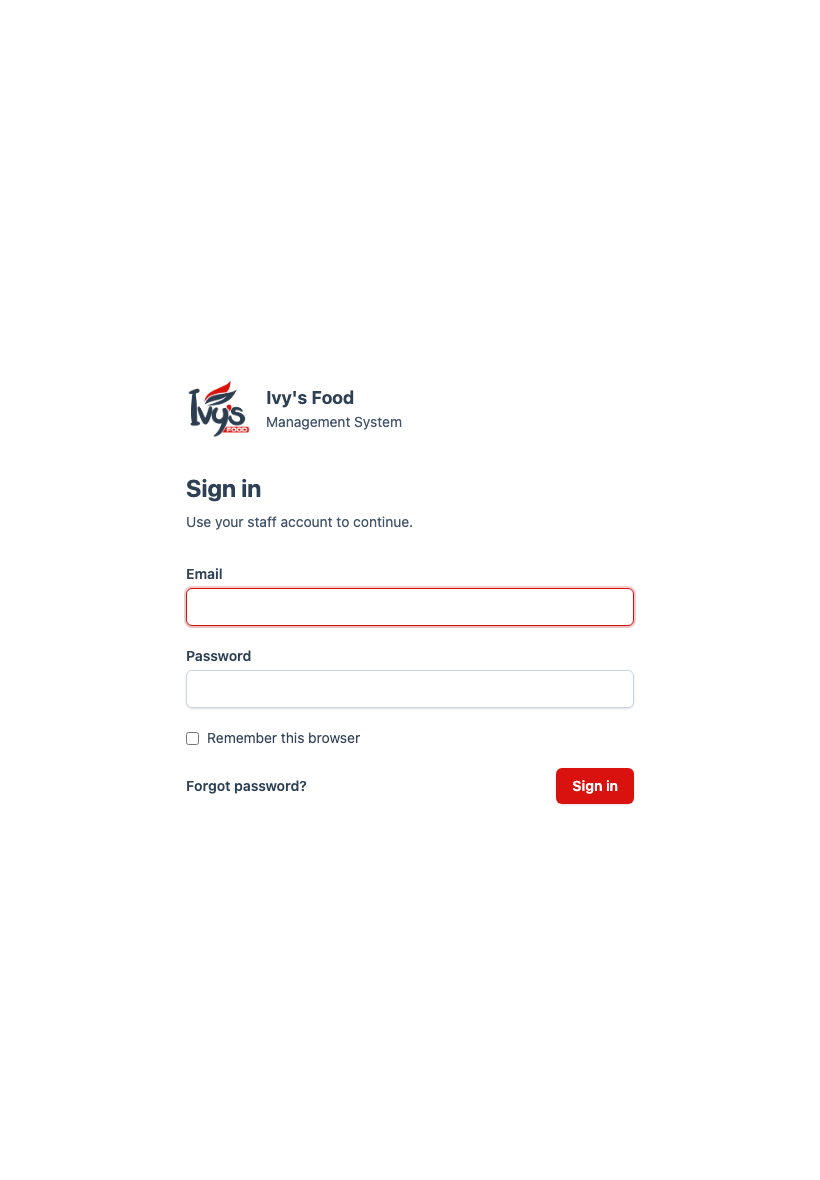 Ivy's
FOOD
Ivy's Food
Management System
Sign in
Use your staff account to continue.
Email
Password
Remember this browser
Forgot password?
Sign in